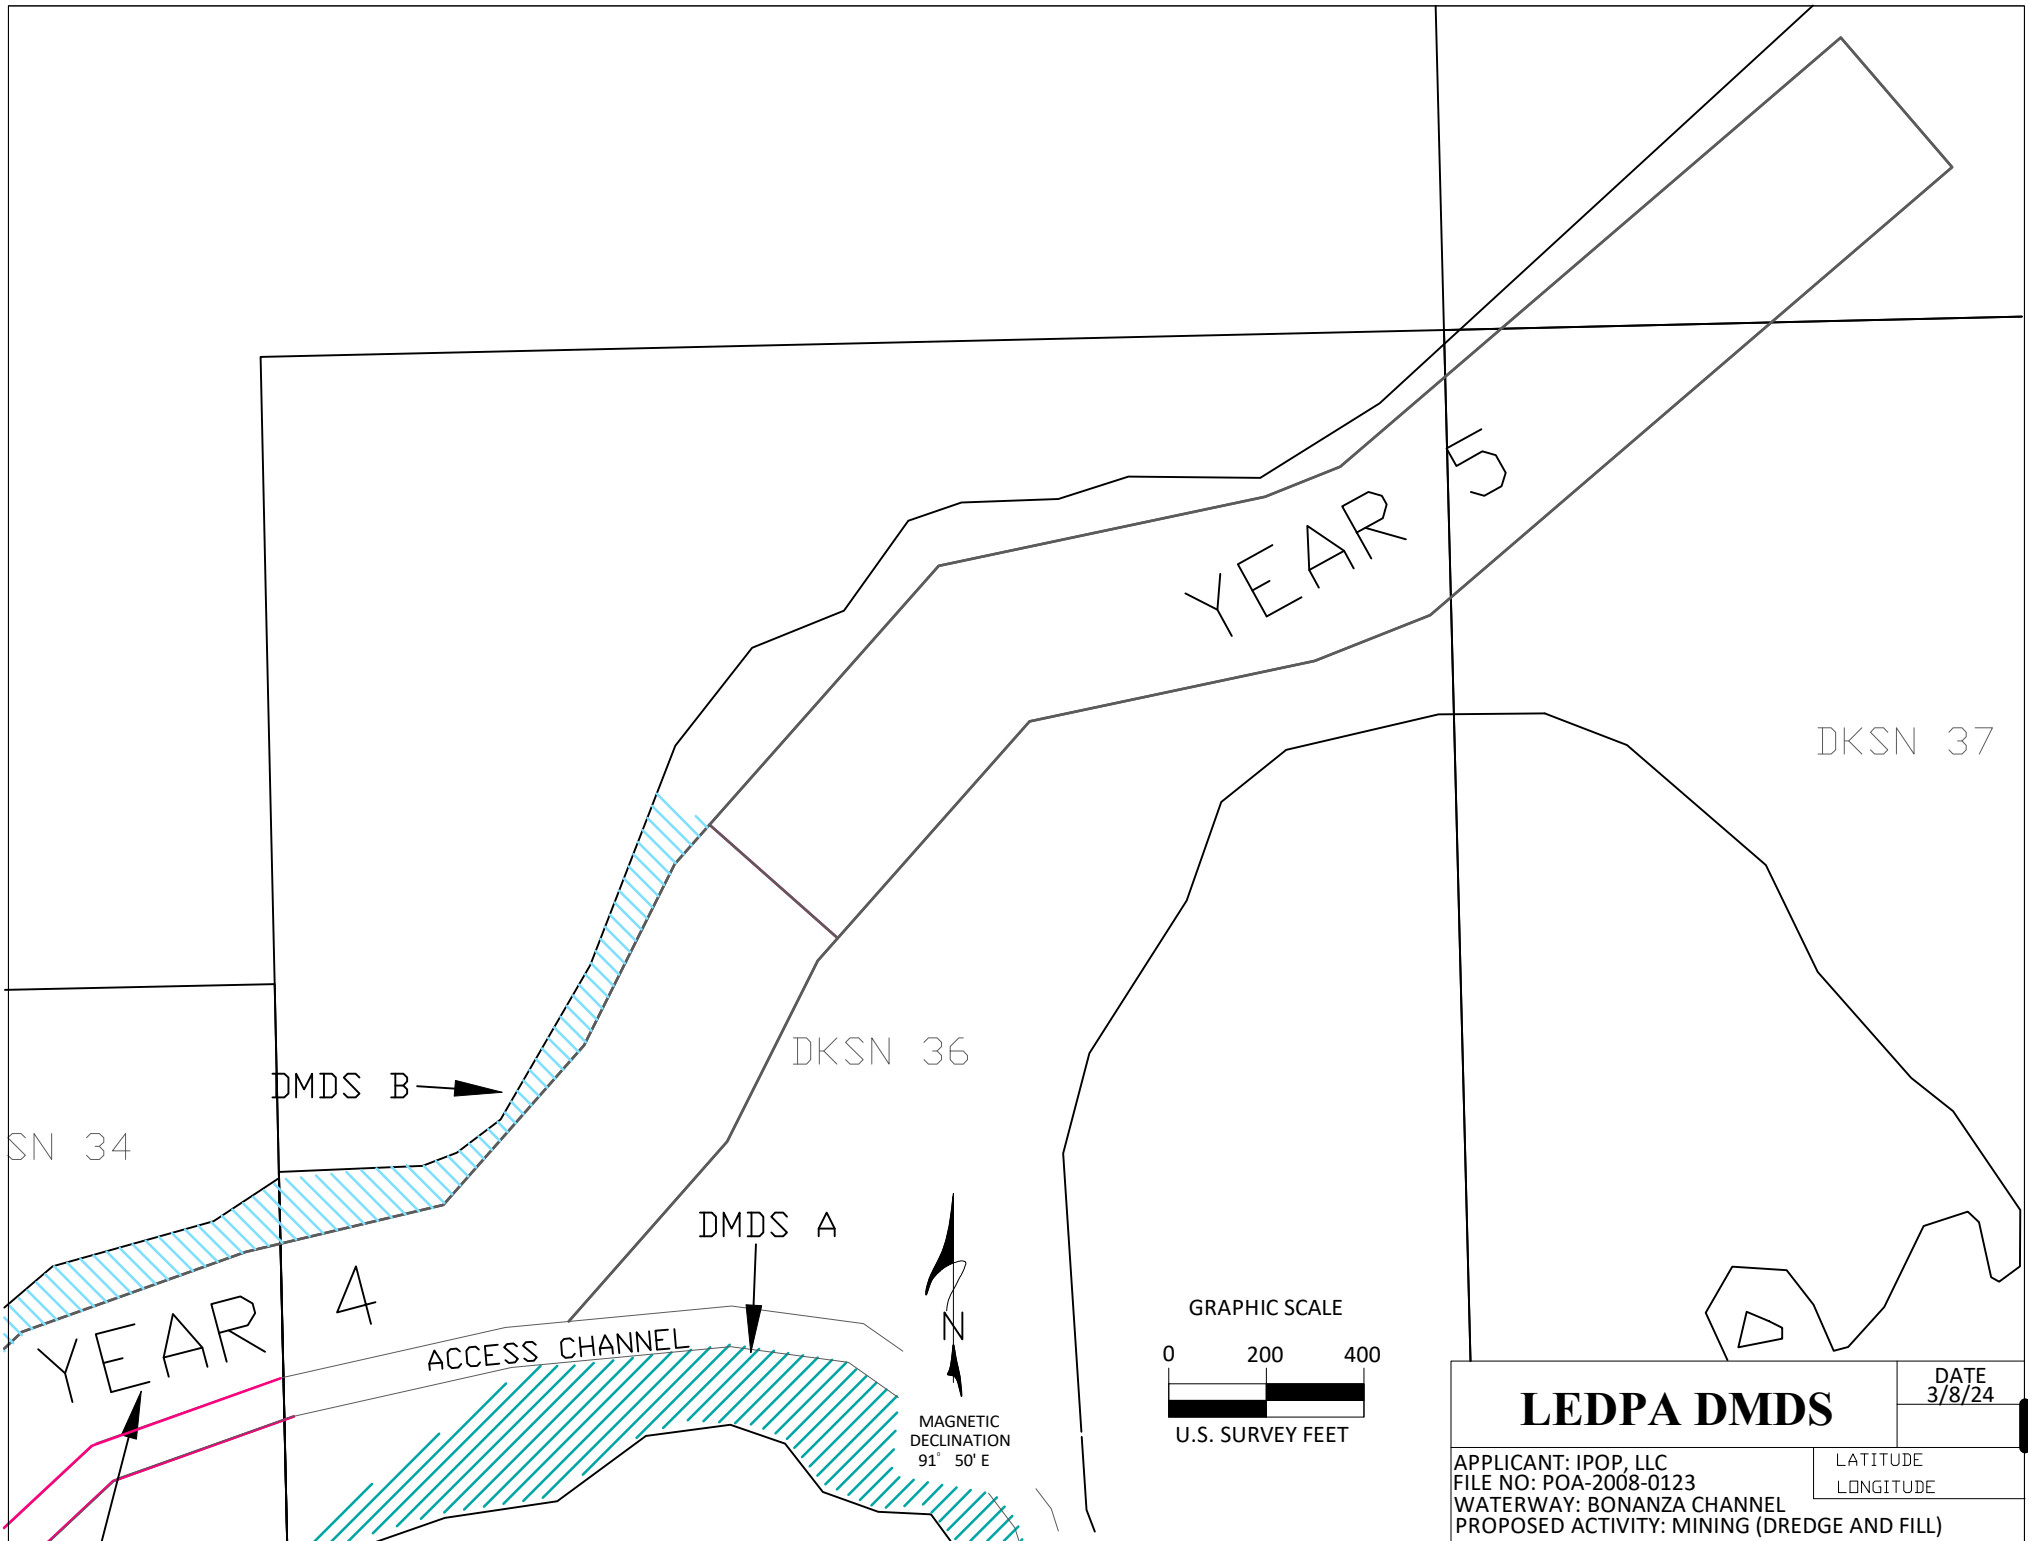 YEAR 5
DKSN 37
DKSN 36
DMDS B
SN 34
DMDS A
YEAR 4
ACCESS CHANNEL
N
MAGNETIC
DECLINATION
91° 50' E
GRAPHIC SCALE
0 200 400
U.S. SURVEY FEET
LEDPA DMDS
DATE
3/8/24
APPLICANT: IPOP, LLC
FILE NO: POA-2008-0123
WATERWAY: BONANZA CHANNEL
PROPOSED ACTIVITY: MINING (DREDGE AND FILL)
LATITUDE
LONGITUDE